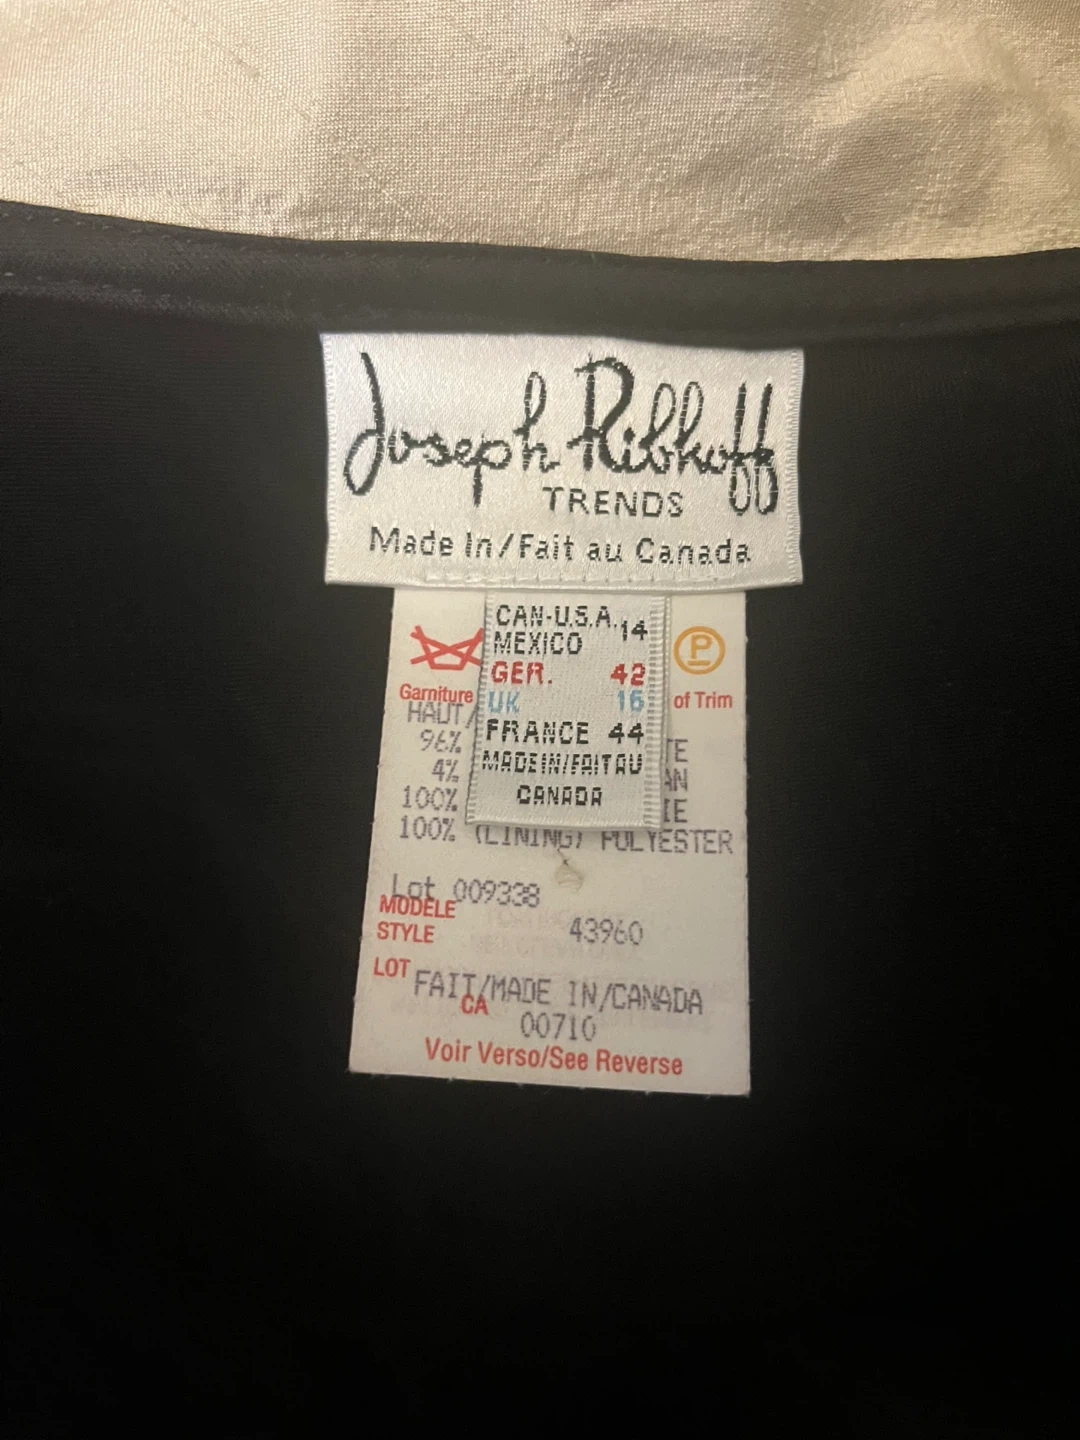 Joseph Ribkoff
TRENDS
Made In/Fait au Canada
CAN-U.S.A. 14
MEXICO
GER. 42
UK 16
FRANCE 44
MADE IN/FAIT AU
CANADA
P
Garniture of Trim
HAUT/
96%
4%
100%
100% (LINING) POLYESTER
Lot 009338
MODÈLE
STYLE 43960
LOT
FAIT/MADE IN/CANADA
CA 00710
Voir Verso/See Reverse